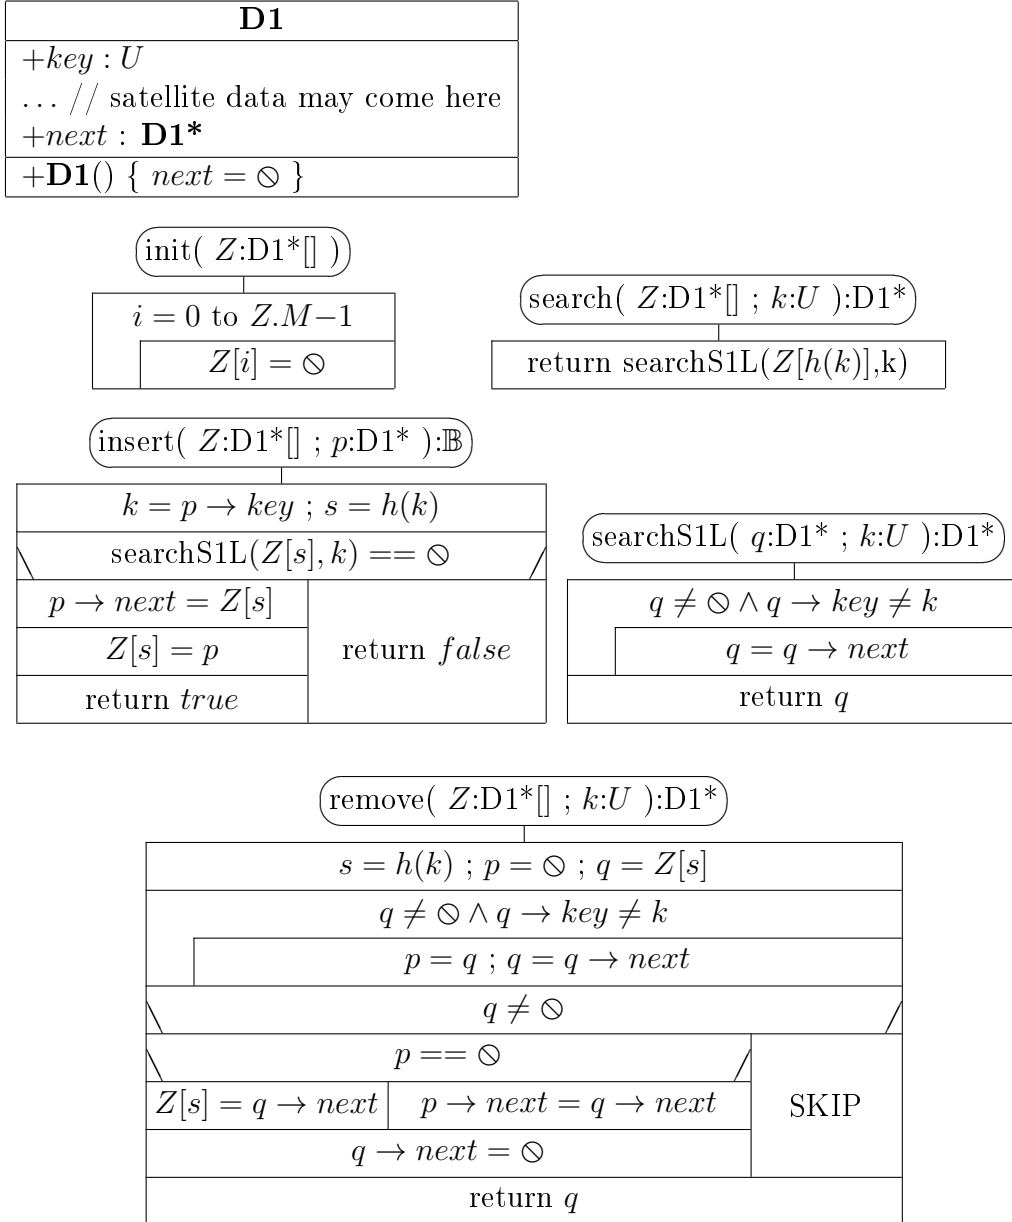 D1
+key : U
... // satellite data may come here
+next : D1*
+D1() { next = ⦸ }
init( Z:D1*[] )
i = 0 to Z.M−1
Z[i] = ⦸
search( Z:D1*[] ; k:U ):D1*
return searchS1L(Z[h(k)],k)
insert( Z:D1*[] ; p:D1* ):𝔹
k = p → key ; s = h(k)
searchS1L(Z[s], k) == ⦸
p → next = Z[s]
Z[s] = p
return true
return false
searchS1L( q:D1* ; k:U ):D1*
q ≠ ⦸ ∧ q → key ≠ k
q = q → next
return q
remove( Z:D1*[] ; k:U ):D1*
s = h(k) ; p = ⦸ ; q = Z[s]
q ≠ ⦸ ∧ q → key ≠ k
p = q ; q = q → next
q ≠ ⦸
p == ⦸
Z[s] = q → next
p → next = q → next
q → next = ⦸
SKIP
return q